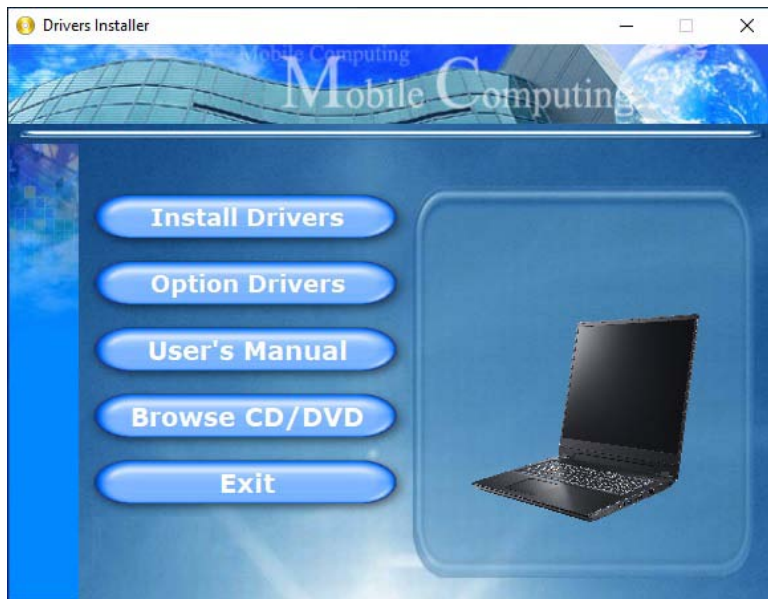 Drivers Installer
Mobile Computing
Mobile Computing
Install Drivers
Option Drivers
User's Manual
Browse CD/DVD
Exit